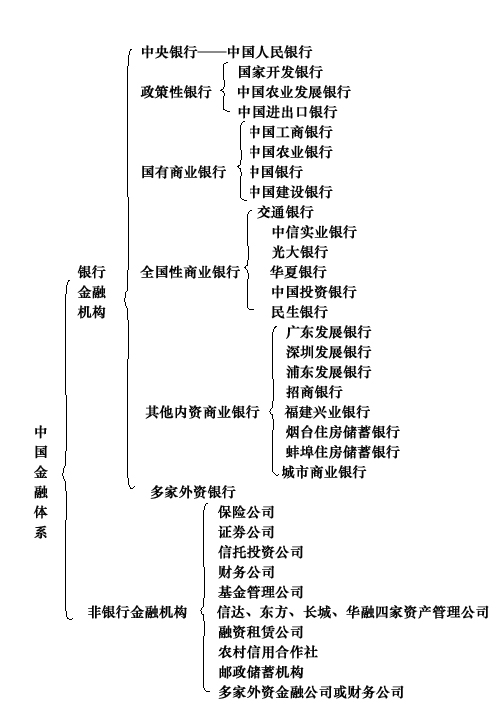 中央银行——中国人民银行
国家开发银行
政策性银行
中国农业发展银行
中国进出口银行
中国工商银行
中国农业银行
国有商业银行
中国银行
中国建设银行
交通银行
中信实业银行
光大银行
银行金融机构
全国性商业银行
华夏银行
中国投资银行
民生银行
广东发展银行
深圳发展银行
浦东发展银行
招商银行
其他内资商业银行
福建兴业银行
烟台住房储蓄银行
蚌埠住房储蓄银行
城市商业银行
中国金融体系
多家外资银行
保险公司
证券公司
信托投资公司
财务公司
基金管理公司
非银行金融机构
信达、东方、长城、华融四家资产管理公司
融资租赁公司
农村信用合作社
邮政储蓄机构
多家外资金融公司或财务公司